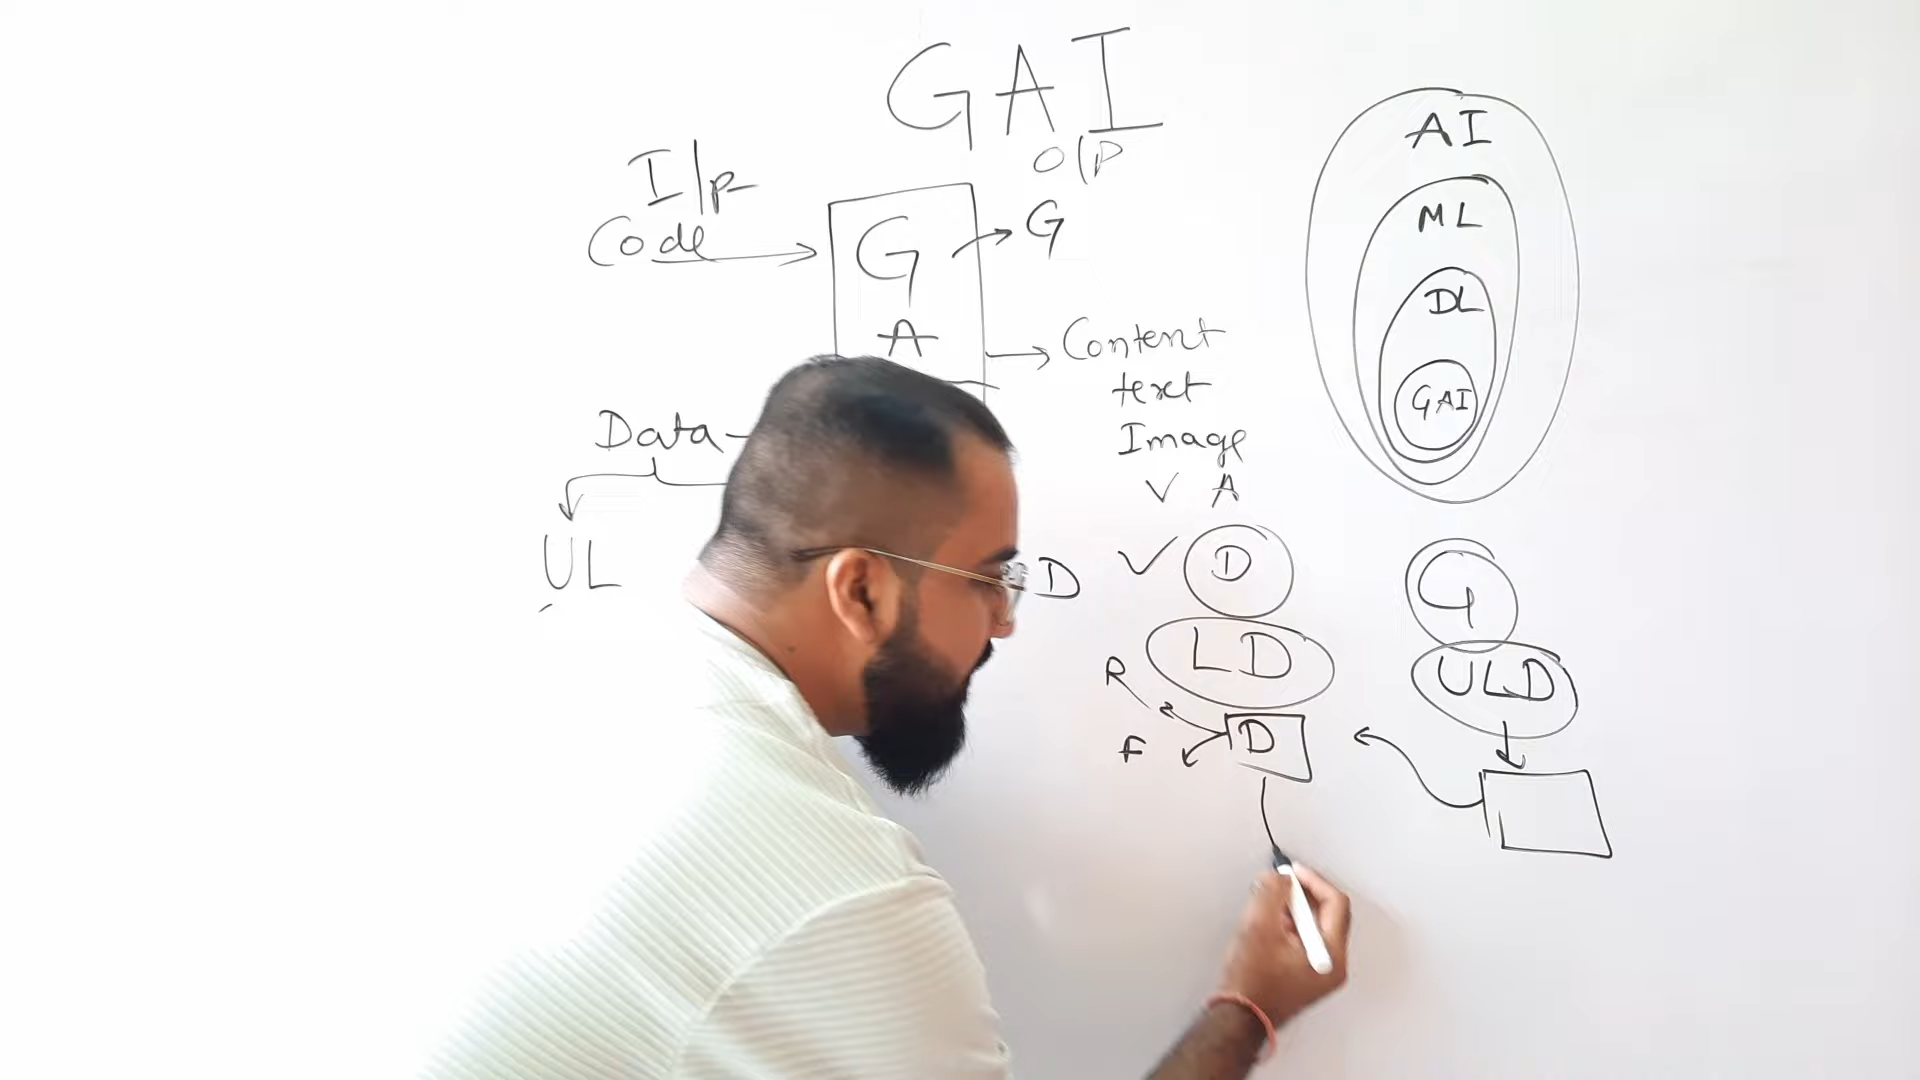 GAI
O/P
I/p
Code
G
G
A
Content
text
Image
V A
Data
UL
D
D
LD
R
D
F
AI
ML
DL
GAI
G
ULD